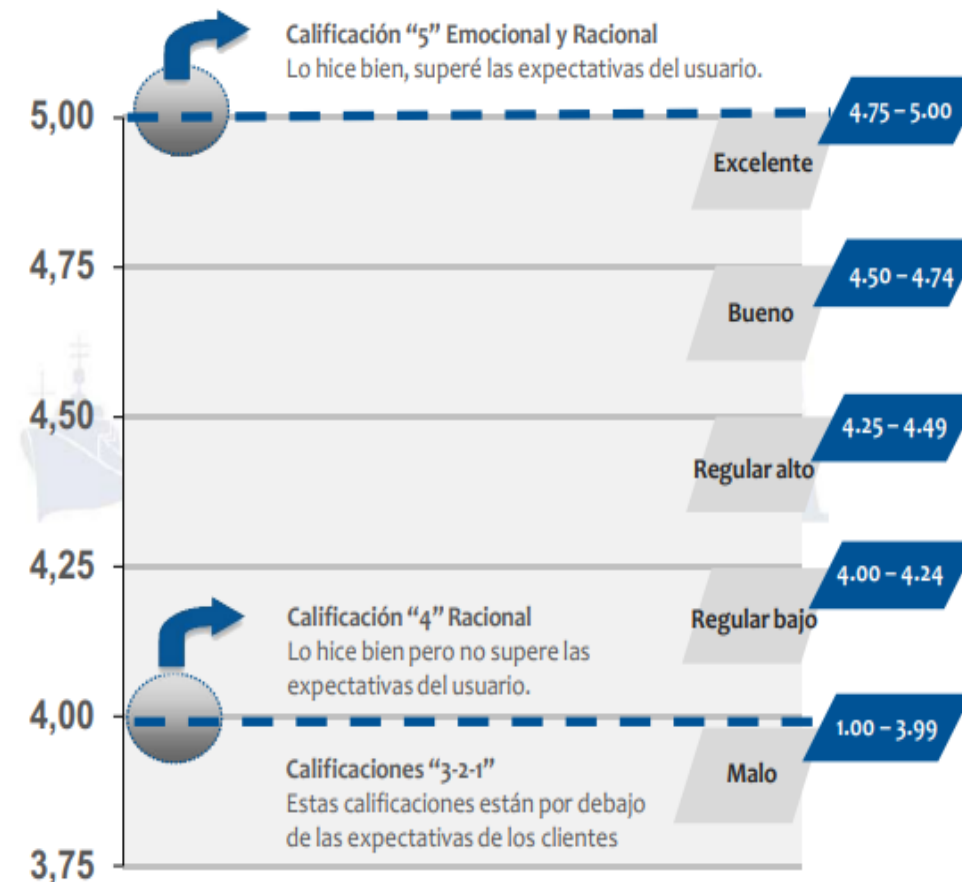 Calificación “5” Emocional y Racional
Lo hice bien, superé las expectativas del usuario.
5,00
4.75 – 5.00
Excelente
4,75
4.50 – 4.74
Bueno
4,50
4.25 – 4.49
Regular alto
4,25
4.00 – 4.24
Calificación “4” Racional
Regular bajo
Lo hice bien pero no supere las
expectativas del usuario.
4,00
1.00 – 3.99
Calificaciones “3-2-1”
Malo
Estas calificaciones están por debajo
de las expectativas de los clientes
3,75